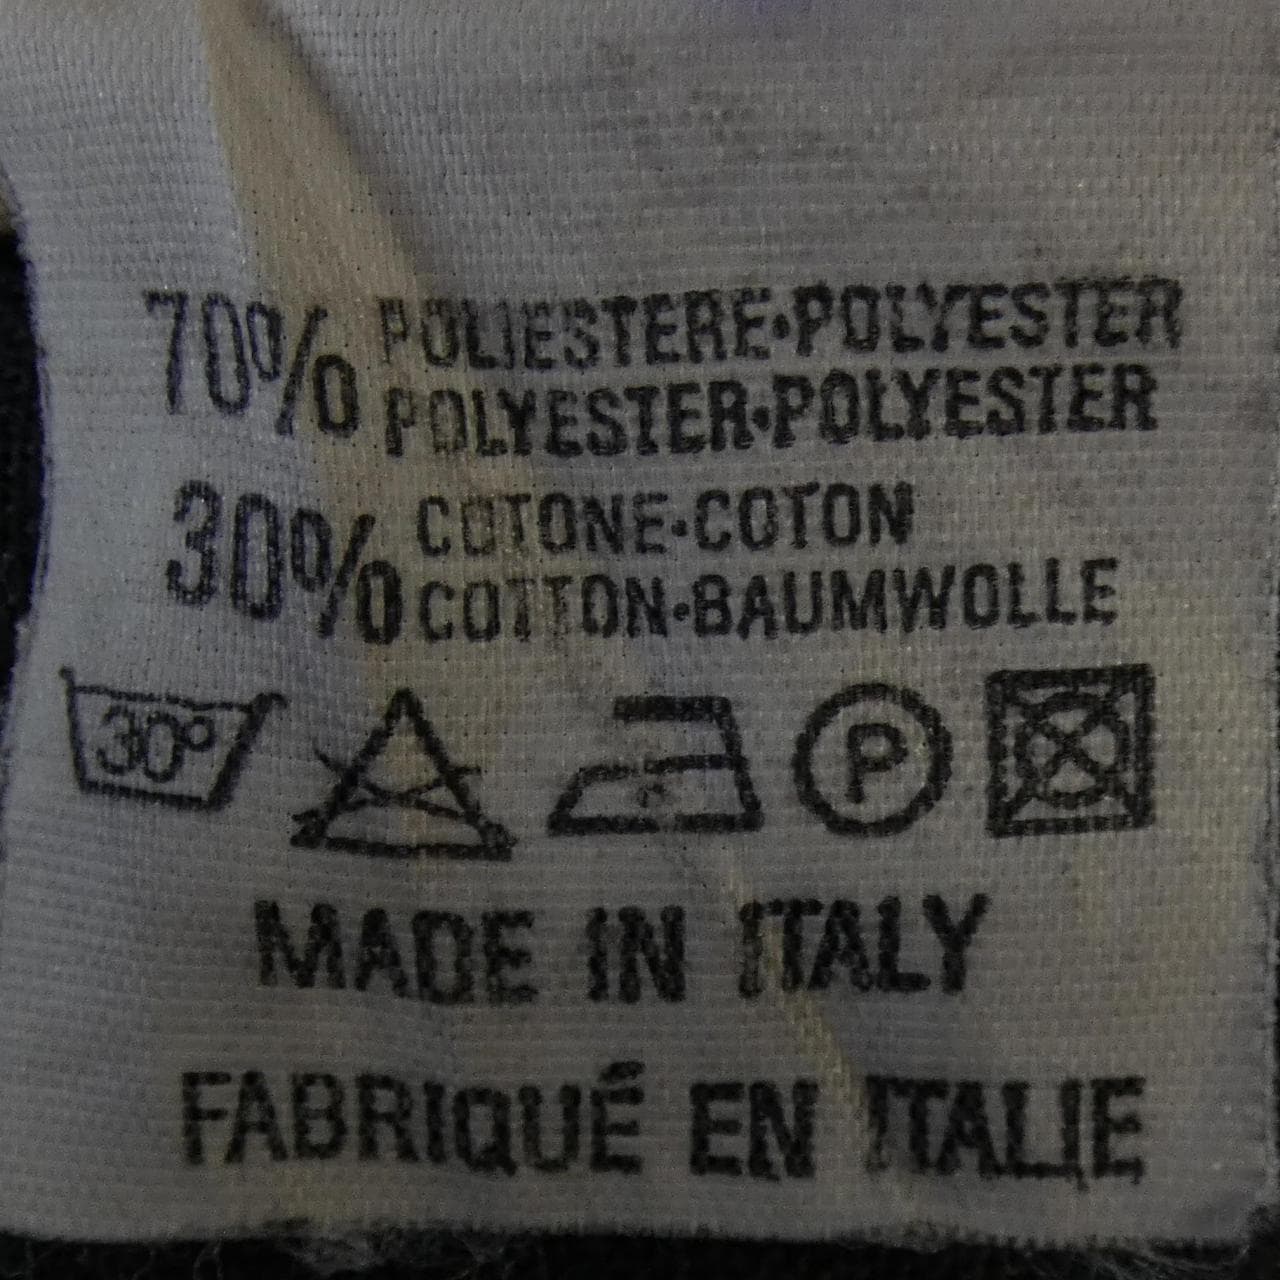 70% POLIESTERE•POLYESTER
POLYESTER•POLYESTER
30% COTONE•COTON
COTTON•BAUMWOLLE
30° P
MADE IN ITALY
FABRIQUÉ EN ITALIE